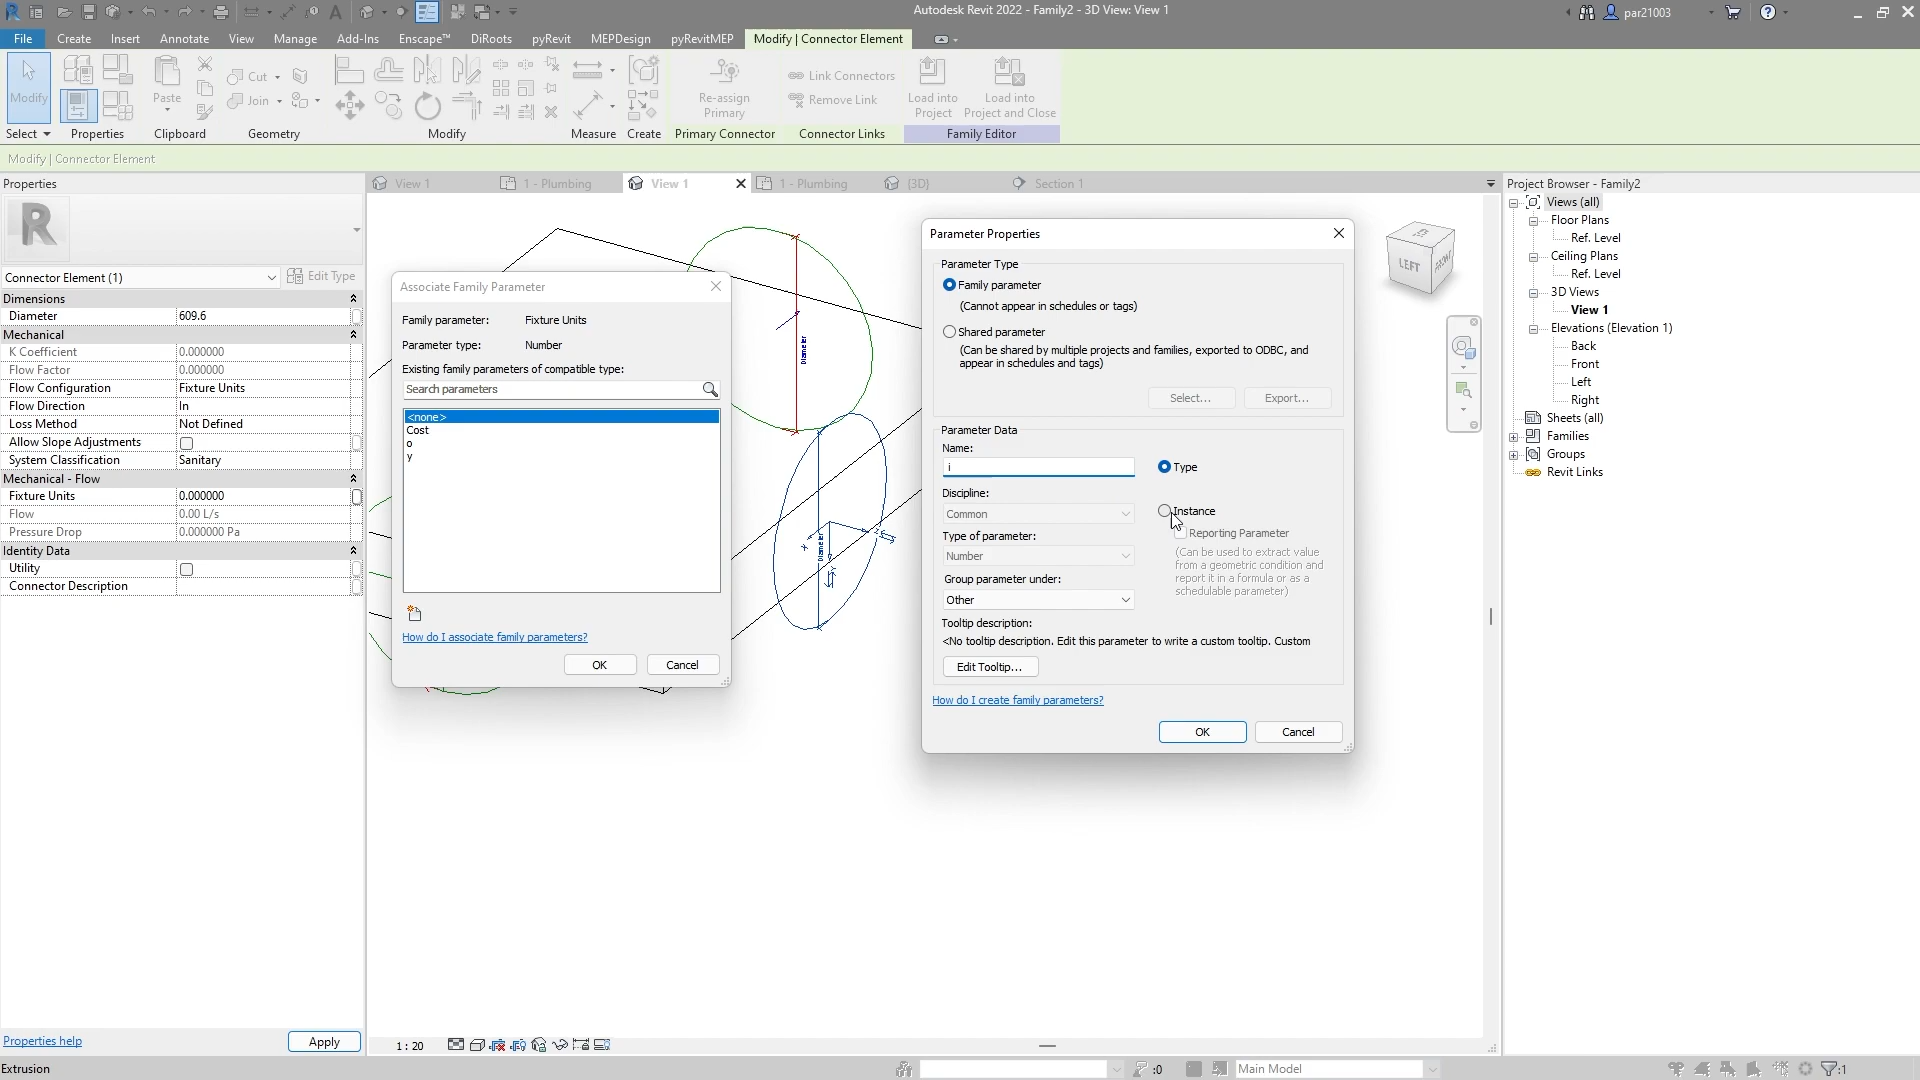 Autodesk Revit 2022 - Family2 - 3D View: View 1
par21003
File
Create
Insert
Annotate
View
Manage
Add-Ins
Enscape™
DiRoots
pyRevit
MEPDesign
pyRevitMEP
Modify | Connector Element
Modify
Paste
Cut
Join
Re-assign
Primary
Link Connectors
Remove Link
Load into
Project
Load into
Project and Close
Select
Properties
Clipboard
Geometry
Modify
Measure
Create
Primary Connector
Connector Links
Family Editor
Modify | Connector Element
Properties
View 1
1 - Plumbing
View 1
1 - Plumbing
{3D}
Section 1
Project Browser - Family2
R
Connector Element (1)
Edit Type
Dimensions
Diameter 609.6
Mechanical
K Coefficient 0.000000
Flow Factor 0.000000
Flow Configuration Fixture Units
Flow Direction In
Loss Method Not Defined
Allow Slope Adjustments
System Classification Sanitary
Mechanical - Flow
Fixture Units 0.000000
Flow 0.00 L/s
Pressure Drop 0.000000 Pa
Identity Data
Utility
Connector Description
Properties help
Apply
Associate Family Parameter
Family parameter: Fixture Units
Parameter type: Number
Existing family parameters of compatible type:
Search parameters
<none>
Cost
o
y
How do I associate family parameters?
OK
Cancel
Diameter
Diameter
X
Parameter Properties
Parameter Type
Family parameter
(Cannot appear in schedules or tags)
Shared parameter
(Can be shared by multiple projects and families, exported to ODBC, and
appear in schedules and tags)
Select...
Export...
Parameter Data
Name:
i
Type
Discipline:
Common
Instance
Type of parameter:
Reporting Parameter
Number
(Can be used to extract value
from a geometric condition and
report it in a formula or as a
schedulable parameter)
Group parameter under:
Other
Tooltip description:
<No tooltip description. Edit this parameter to write a custom tooltip. Custom
Edit Tooltip...
How do I create family parameters?
OK
Cancel
LEFT
FRONT
Views (all)
Floor Plans
Ref. Level
Ceiling Plans
Ref. Level
3D Views
View 1
Elevations (Elevation 1)
Back
Front
Left
Right
Sheets (all)
Families
Groups
Revit Links
1 : 20
Extrusion
:0
Main Model
:1